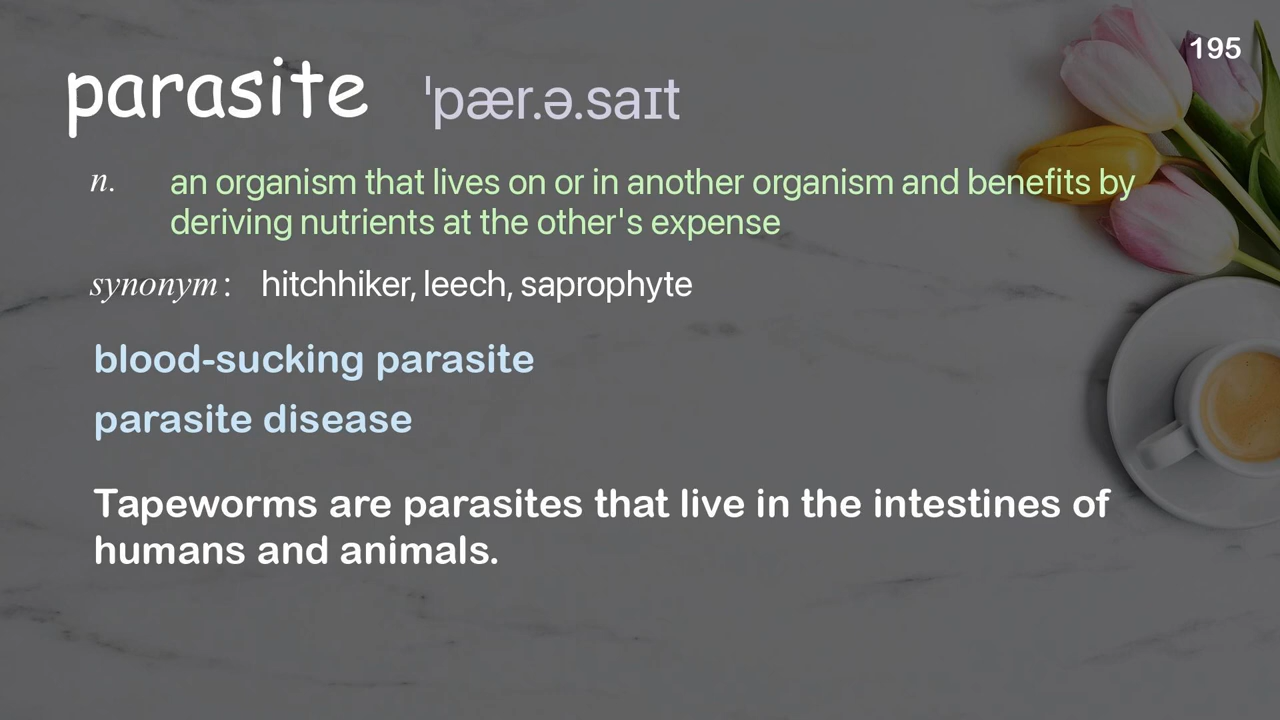 195
parasite ˈpær.ə.saɪt
n. an organism that lives on or in another organism and benefits by
deriving nutrients at the other's expense
synonym: hitchhiker, leech, saprophyte
blood-sucking parasite
parasite disease
Tapeworms are parasites that live in the intestines of
humans and animals.